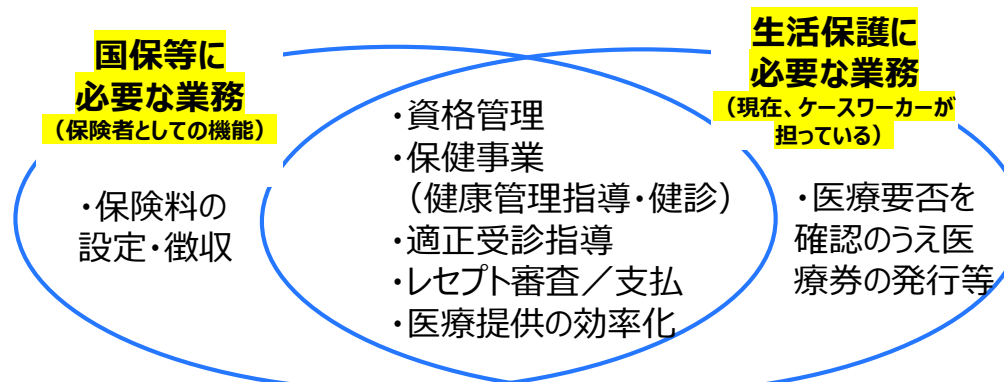 国保等に
必要な業務
（保険者としての機能）
・保険料の
設定・徴収
・資格管理
・保健事業
（健康管理指導・健診）
・適正受診指導
・レセプト審査／支払
・医療提供の効率化
生活保護に
必要な業務
（現在、ケースワーカーが
担っている）
・医療要否を
確認のうえ医
療券の発行等